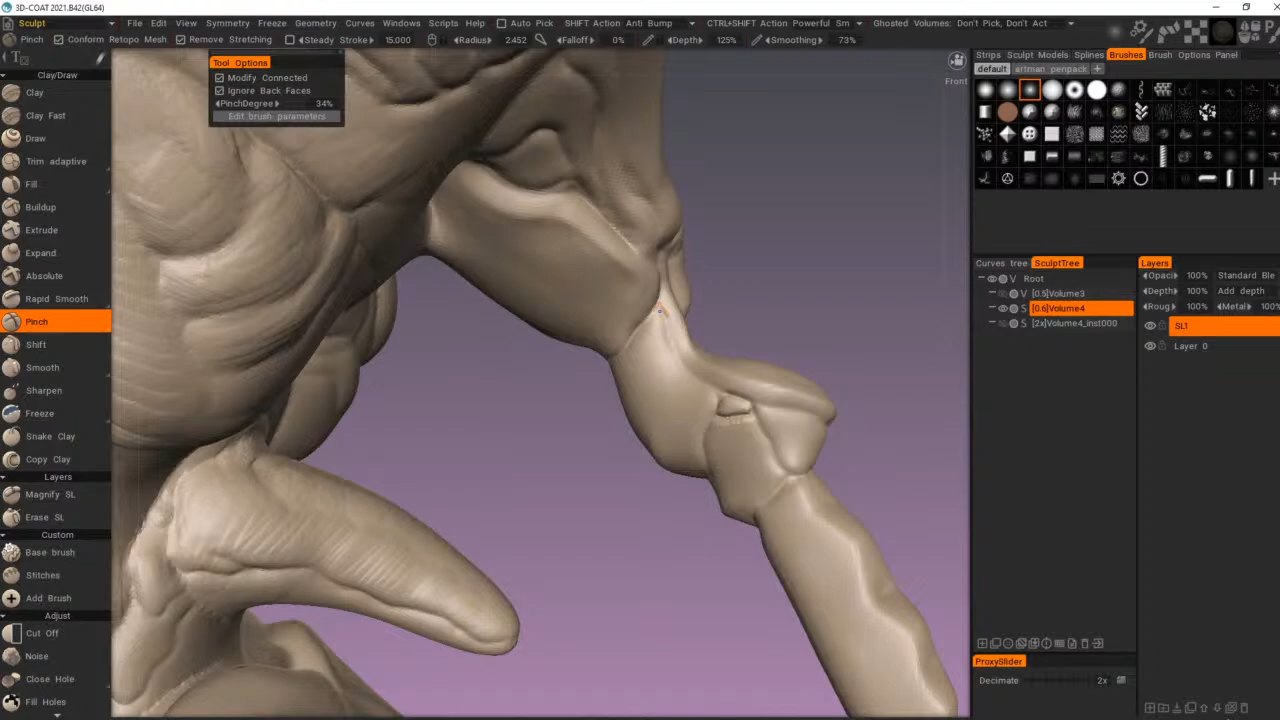 3D-COAT 2021.B42(GL64)
Sculpt File Edit View Symmetry Freeze Geometry Curves Windows Scripts Help Auto Pick SHIFT Action Anti Bump CTRL+SHIFT Action Powerful Sm Ghosted Volumes: Don't Pick, Don't Act
Pinch Conform Retopo Mesh Remove Stretching Steady Stroke 15.000 Radius 2.452 Falloff 0% Depth 125% Smoothing 73%
Tool Options
Modify Connected
Ignore Back Faces
PinchDegree 34%
Edit brush parameters
Clay/Draw
Clay
Clay Fast
Draw
Trim adaptive
Fill
Buildup
Extrude
Expand
Absolute
Rapid Smooth
Pinch
Shift
Smooth
Sharpen
Freeze
Snake Clay
Copy Clay
Layers
Magnify SL
Erase SL
Custom
Base brush
Stitches
Add Brush
Adjust
Cut Off
Noise
Close Hole
Fill Holes
Front
Strips Sculpt Models Splines Brushes Brush Options Panel
default artman penpack +
Curves tree SculptTree
V Root
V [0.5]Volume3
S [0.6]Volume4
S [2x]Volume4_inst000
ProxySlider
Decimate 2x
Layers
Opaci 100% Standard Ble
Depth 100% Add depth
Roug 100% Metal 100%
SL1
Layer 0